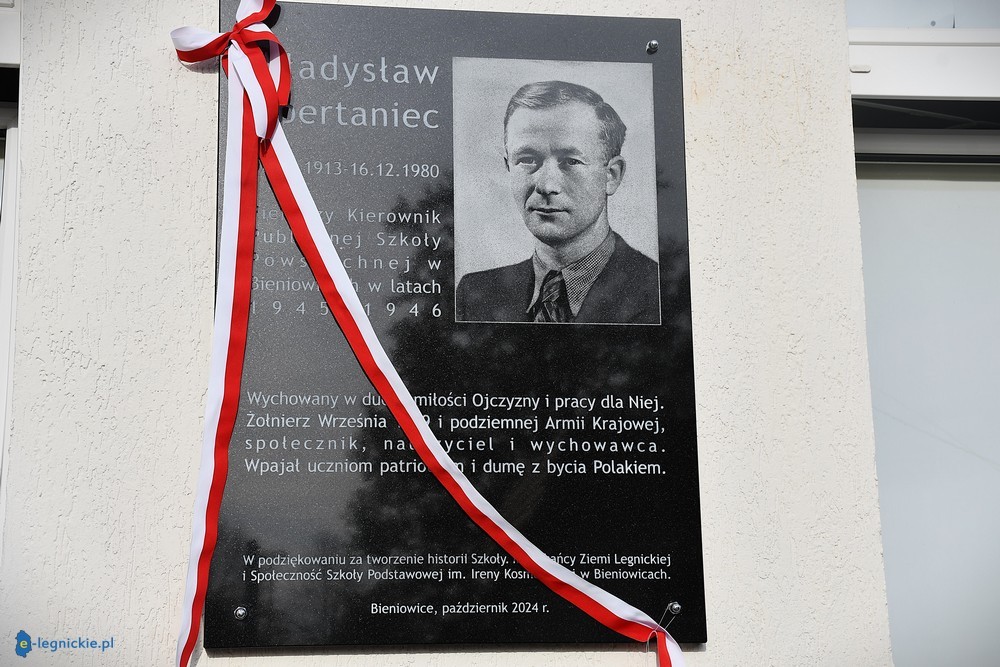 adysław
bertaniec
1913-16.12.1980
Kierownik
Szkoły
w
w latach
1945 1946
Wychowany w miłości Ojczyzny i pracy dla Niej.
Żołnierz Września i podziemnej Armii Krajowej,
społecznik, i wychowawca.
Wpajał uczniom i dumę z bycia Polakiem.
W podziękowaniu za tworzenie historii Szkoły. Ziemi Legnickiej
i Społeczność Szkoły Podstawowej im. Ireny w Bieniowicach.
Bieniowice, październik 2024 r.
e-legnickie.pl